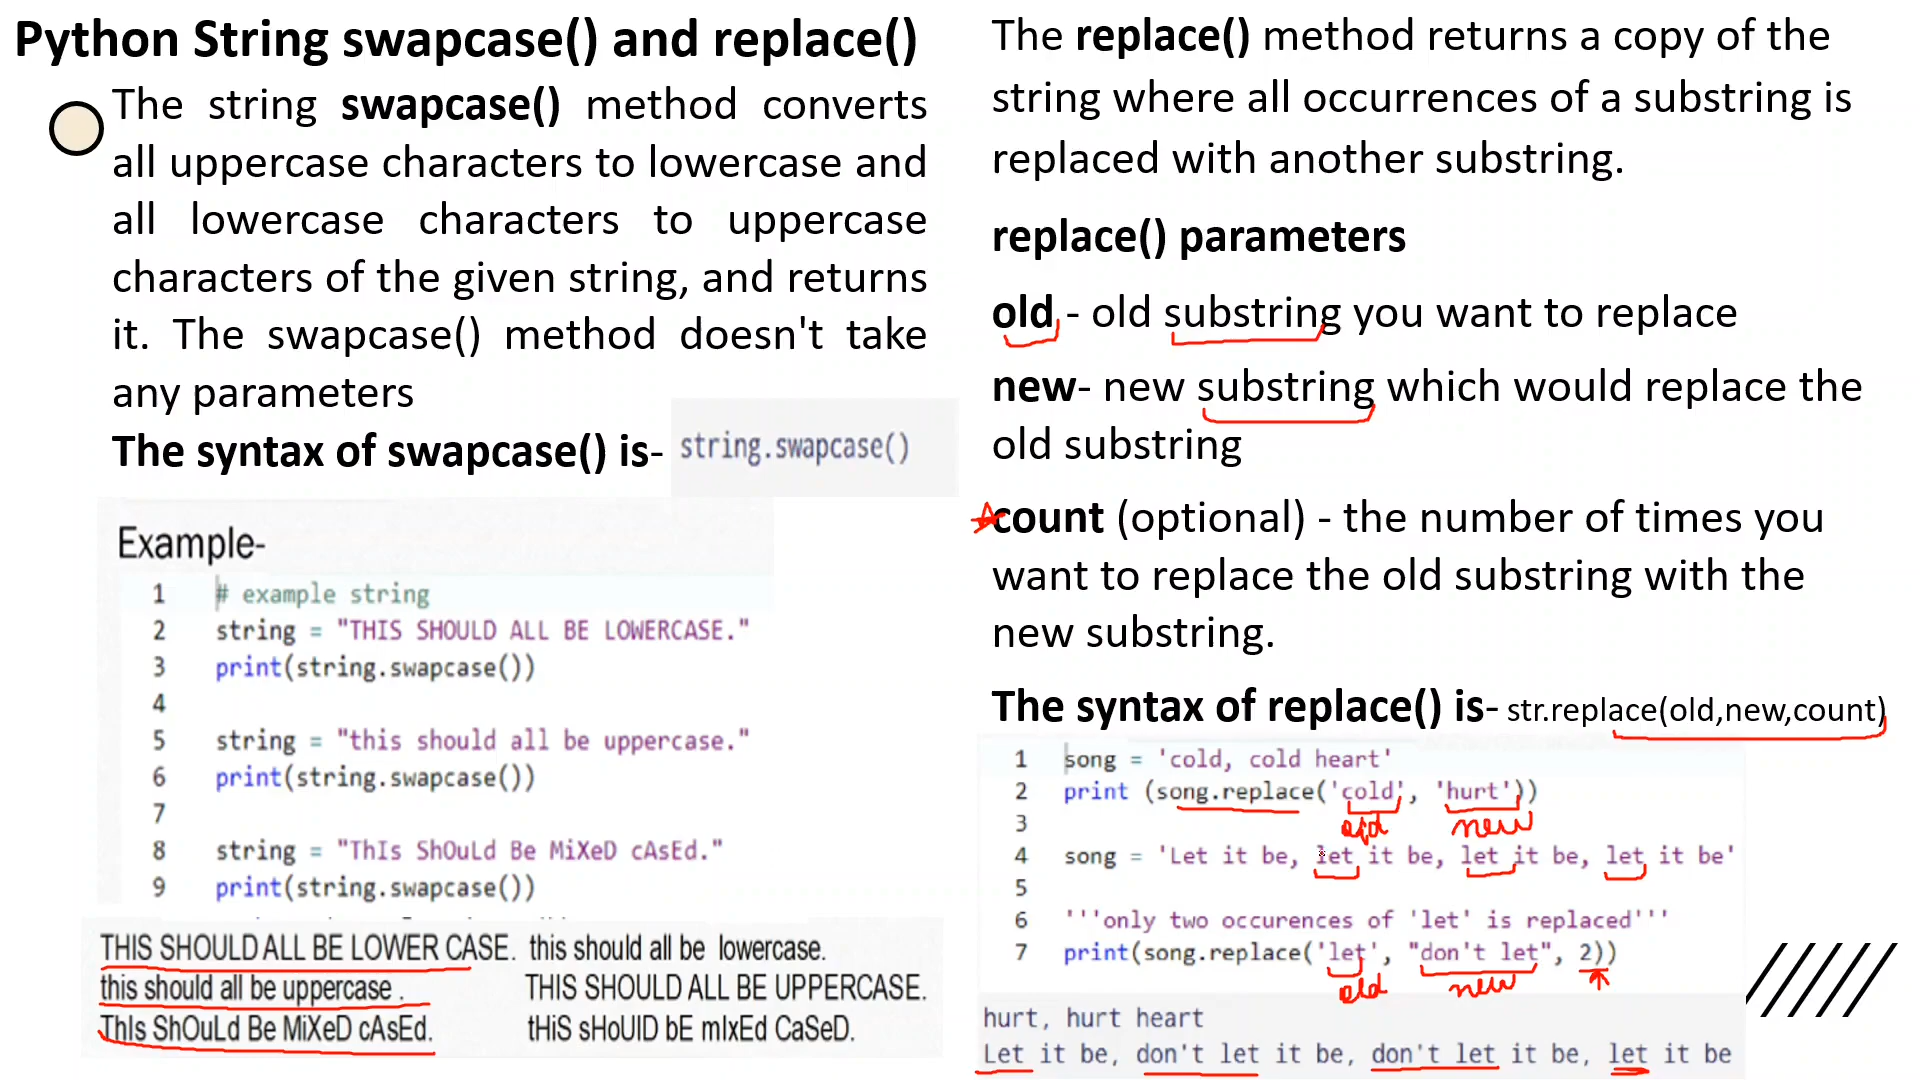 Python String swapcase() and replace()
The string swapcase() method converts
all uppercase characters to lowercase and
all lowercase characters to uppercase
characters of the given string, and returns
it. The swapcase() method doesn't take
any parameters
The syntax of swapcase() is- string.swapcase()
Example-
1 # example string
2 string = "THIS SHOULD ALL BE LOWERCASE."
3 print(string.swapcase())
4
5 string = "this should all be uppercase."
6 print(string.swapcase())
7
8 string = "ThIs ShOuLd Be MiXeD cAsEd."
9 print(string.swapcase())
THIS SHOULD ALL BE LOWER CASE. this should all be lowercase.
this should all be uppercase . THIS SHOULD ALL BE UPPERCASE.
ThIs ShOuLd Be MiXeD cAsEd. tHiS sHoUlD bE mIxEd CaSeD.
The replace() method returns a copy of the
string where all occurrences of a substring is
replaced with another substring.
replace() parameters
old - old substring you want to replace
new- new substring which would replace the
old substring
count (optional) - the number of times you
want to replace the old substring with the
new substring.
The syntax of replace() is- str.replace(old,new,count)
1 song = 'cold, cold heart'
2 print (song.replace('cold', 'hurt'))
old new
3
4 song = 'Let it be, let it be, let it be, let it be'
5
6 '''only two occurences of 'let' is replaced'''
7 print(song.replace('let', "don't let", 2))
old new
hurt, hurt heart
Let it be, don't let it be, don't let it be, let it be